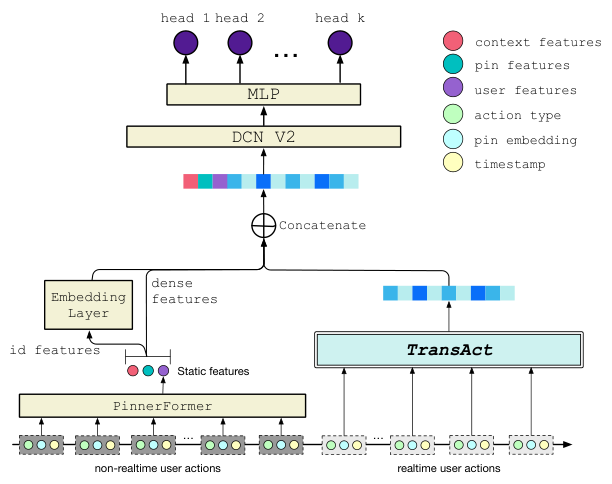 head 1 head 2 head k
...
context features
pin features
user features
action type
pin embedding
timestamp
MLP
DCN V2
Concatenate
dense
features
Embedding
Layer
id features
Static features
TransAct
PinnerFormer
... ...
non-realtime user actions
realtime user actions